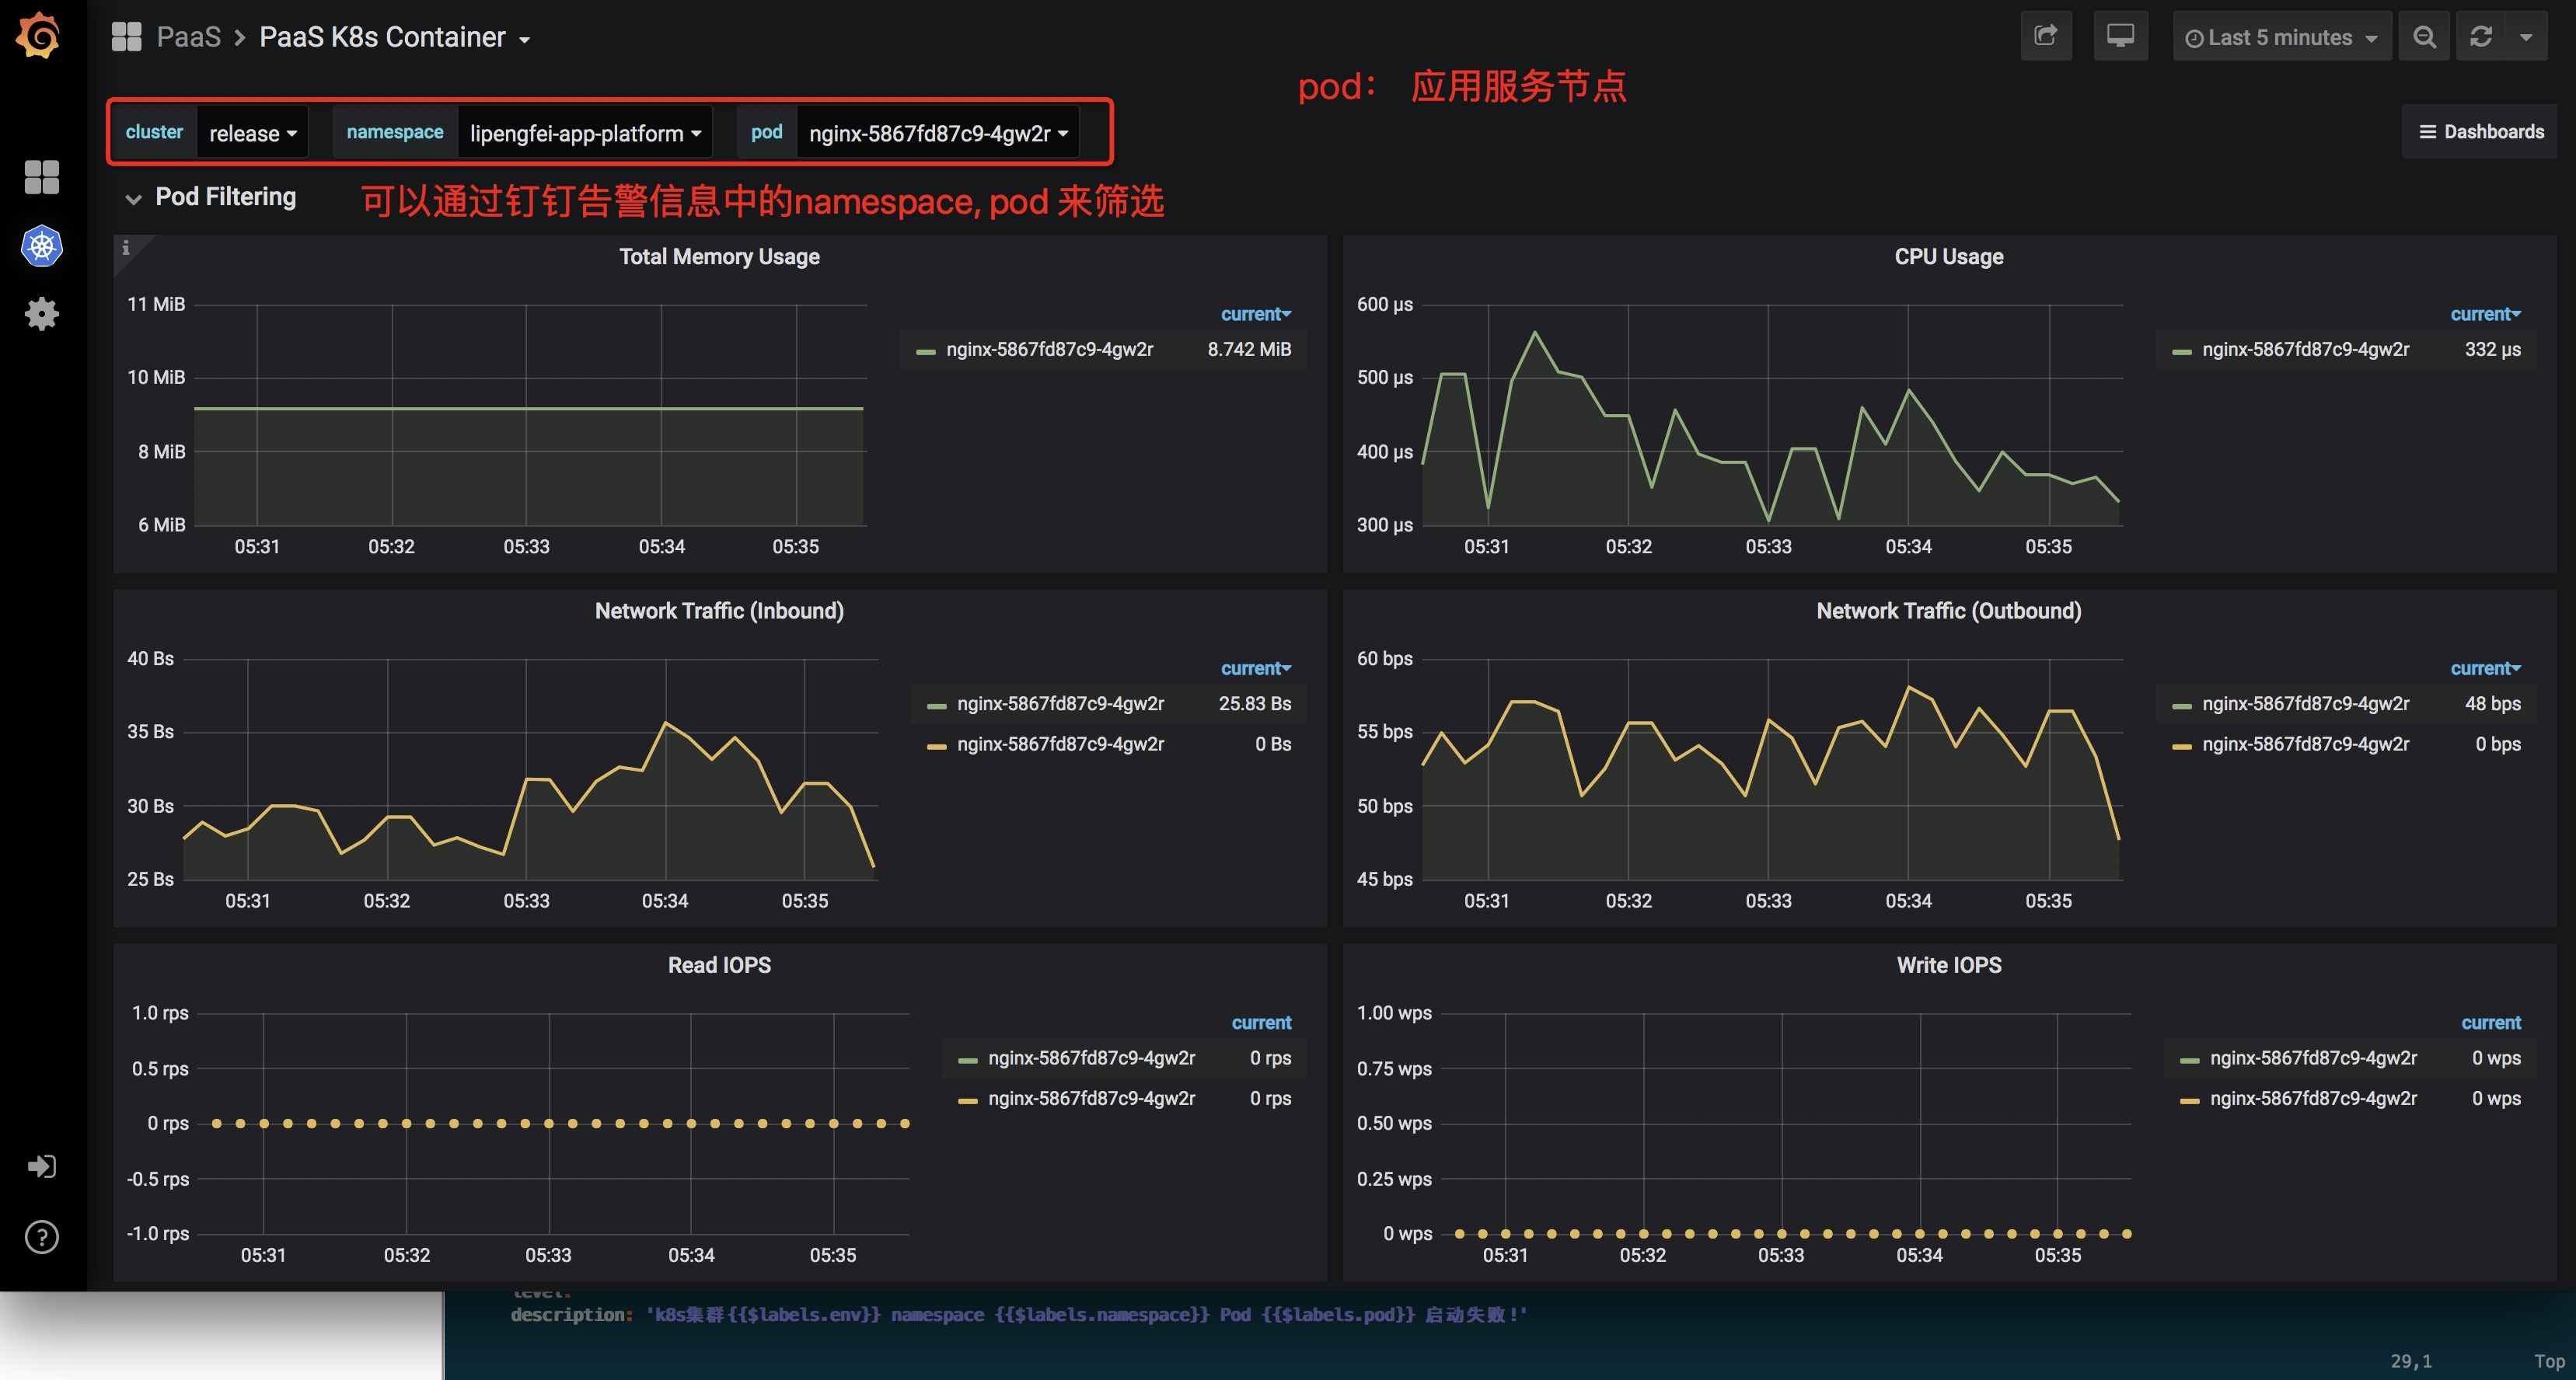 PaaS > PaaS K8s Container
Last 5 minutes
pod： 应用服务节点
cluster release namespace lipengfei-app-platform pod nginx-5867fd87c9-4gw2r
Dashboards
Pod Filtering
可以通过钉钉告警信息中的namespace, pod 来筛选
Total Memory Usage
11 MiB
10 MiB
8 MiB
6 MiB
05:31 05:32 05:33 05:34 05:35
current
nginx-5867fd87c9-4gw2r 8.742 MiB
CPU Usage
600 µs
500 µs
400 µs
300 µs
05:31 05:32 05:33 05:34 05:35
current
nginx-5867fd87c9-4gw2r 332 µs
Network Traffic (Inbound)
40 Bs
35 Bs
30 Bs
25 Bs
05:31 05:32 05:33 05:34 05:35
current
nginx-5867fd87c9-4gw2r 25.83 Bs
nginx-5867fd87c9-4gw2r 0 Bs
Network Traffic (Outbound)
60 bps
55 bps
50 bps
45 bps
05:31 05:32 05:33 05:34 05:35
current
nginx-5867fd87c9-4gw2r 48 bps
nginx-5867fd87c9-4gw2r 0 bps
Read IOPS
1.0 rps
0.5 rps
0 rps
-0.5 rps
-1.0 rps
05:31 05:32 05:33 05:34 05:35
current
nginx-5867fd87c9-4gw2r 0 rps
nginx-5867fd87c9-4gw2r 0 rps
Write IOPS
1.00 wps
0.75 wps
0.50 wps
0.25 wps
0 wps
05:31 05:32 05:33 05:34 05:35
current
nginx-5867fd87c9-4gw2r 0 wps
nginx-5867fd87c9-4gw2r 0 wps
level:
description: 'k8s集群{{$labels.env}} namespace {{$labels.namespace}} Pod {{$labels.pod}} 启动失败!'
29,1 Top